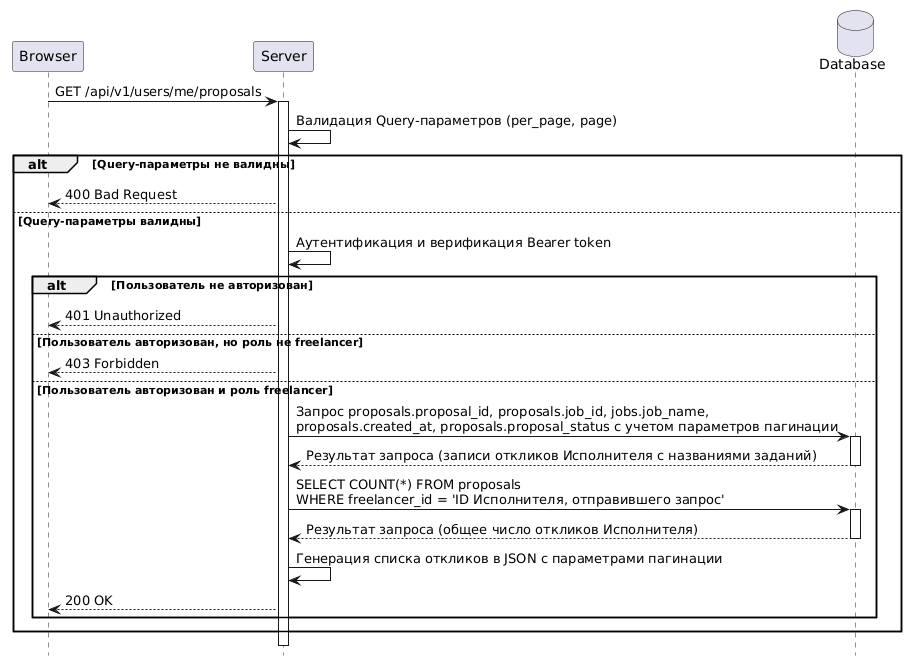 Browser
Server
Database
GET /api/v1/users/me/proposals
Валидация Query-параметров (per_page, page)
alt
[Query-параметры не валидны]
400 Bad Request
[Query-параметры валидны]
Аутентификация и верификация Bearer token
alt
[Пользователь не авторизован]
401 Unauthorized
[Пользователь авторизован, но роль не freelancer]
403 Forbidden
[Пользователь авторизован и роль freelancer]
Запрос proposals.proposal_id, proposals.job_id, jobs.job_name,
proposals.created_at, proposals.proposal_status с учетом параметров пагинации
Результат запроса (записи откликов Исполнителя с названиями заданий)
SELECT COUNT(*) FROM proposals
WHERE freelancer_id = 'ID Исполнителя, отправившего запрос'
Результат запроса (общее число откликов Исполнителя)
Генерация списка откликов в JSON с параметрами пагинации
200 OK